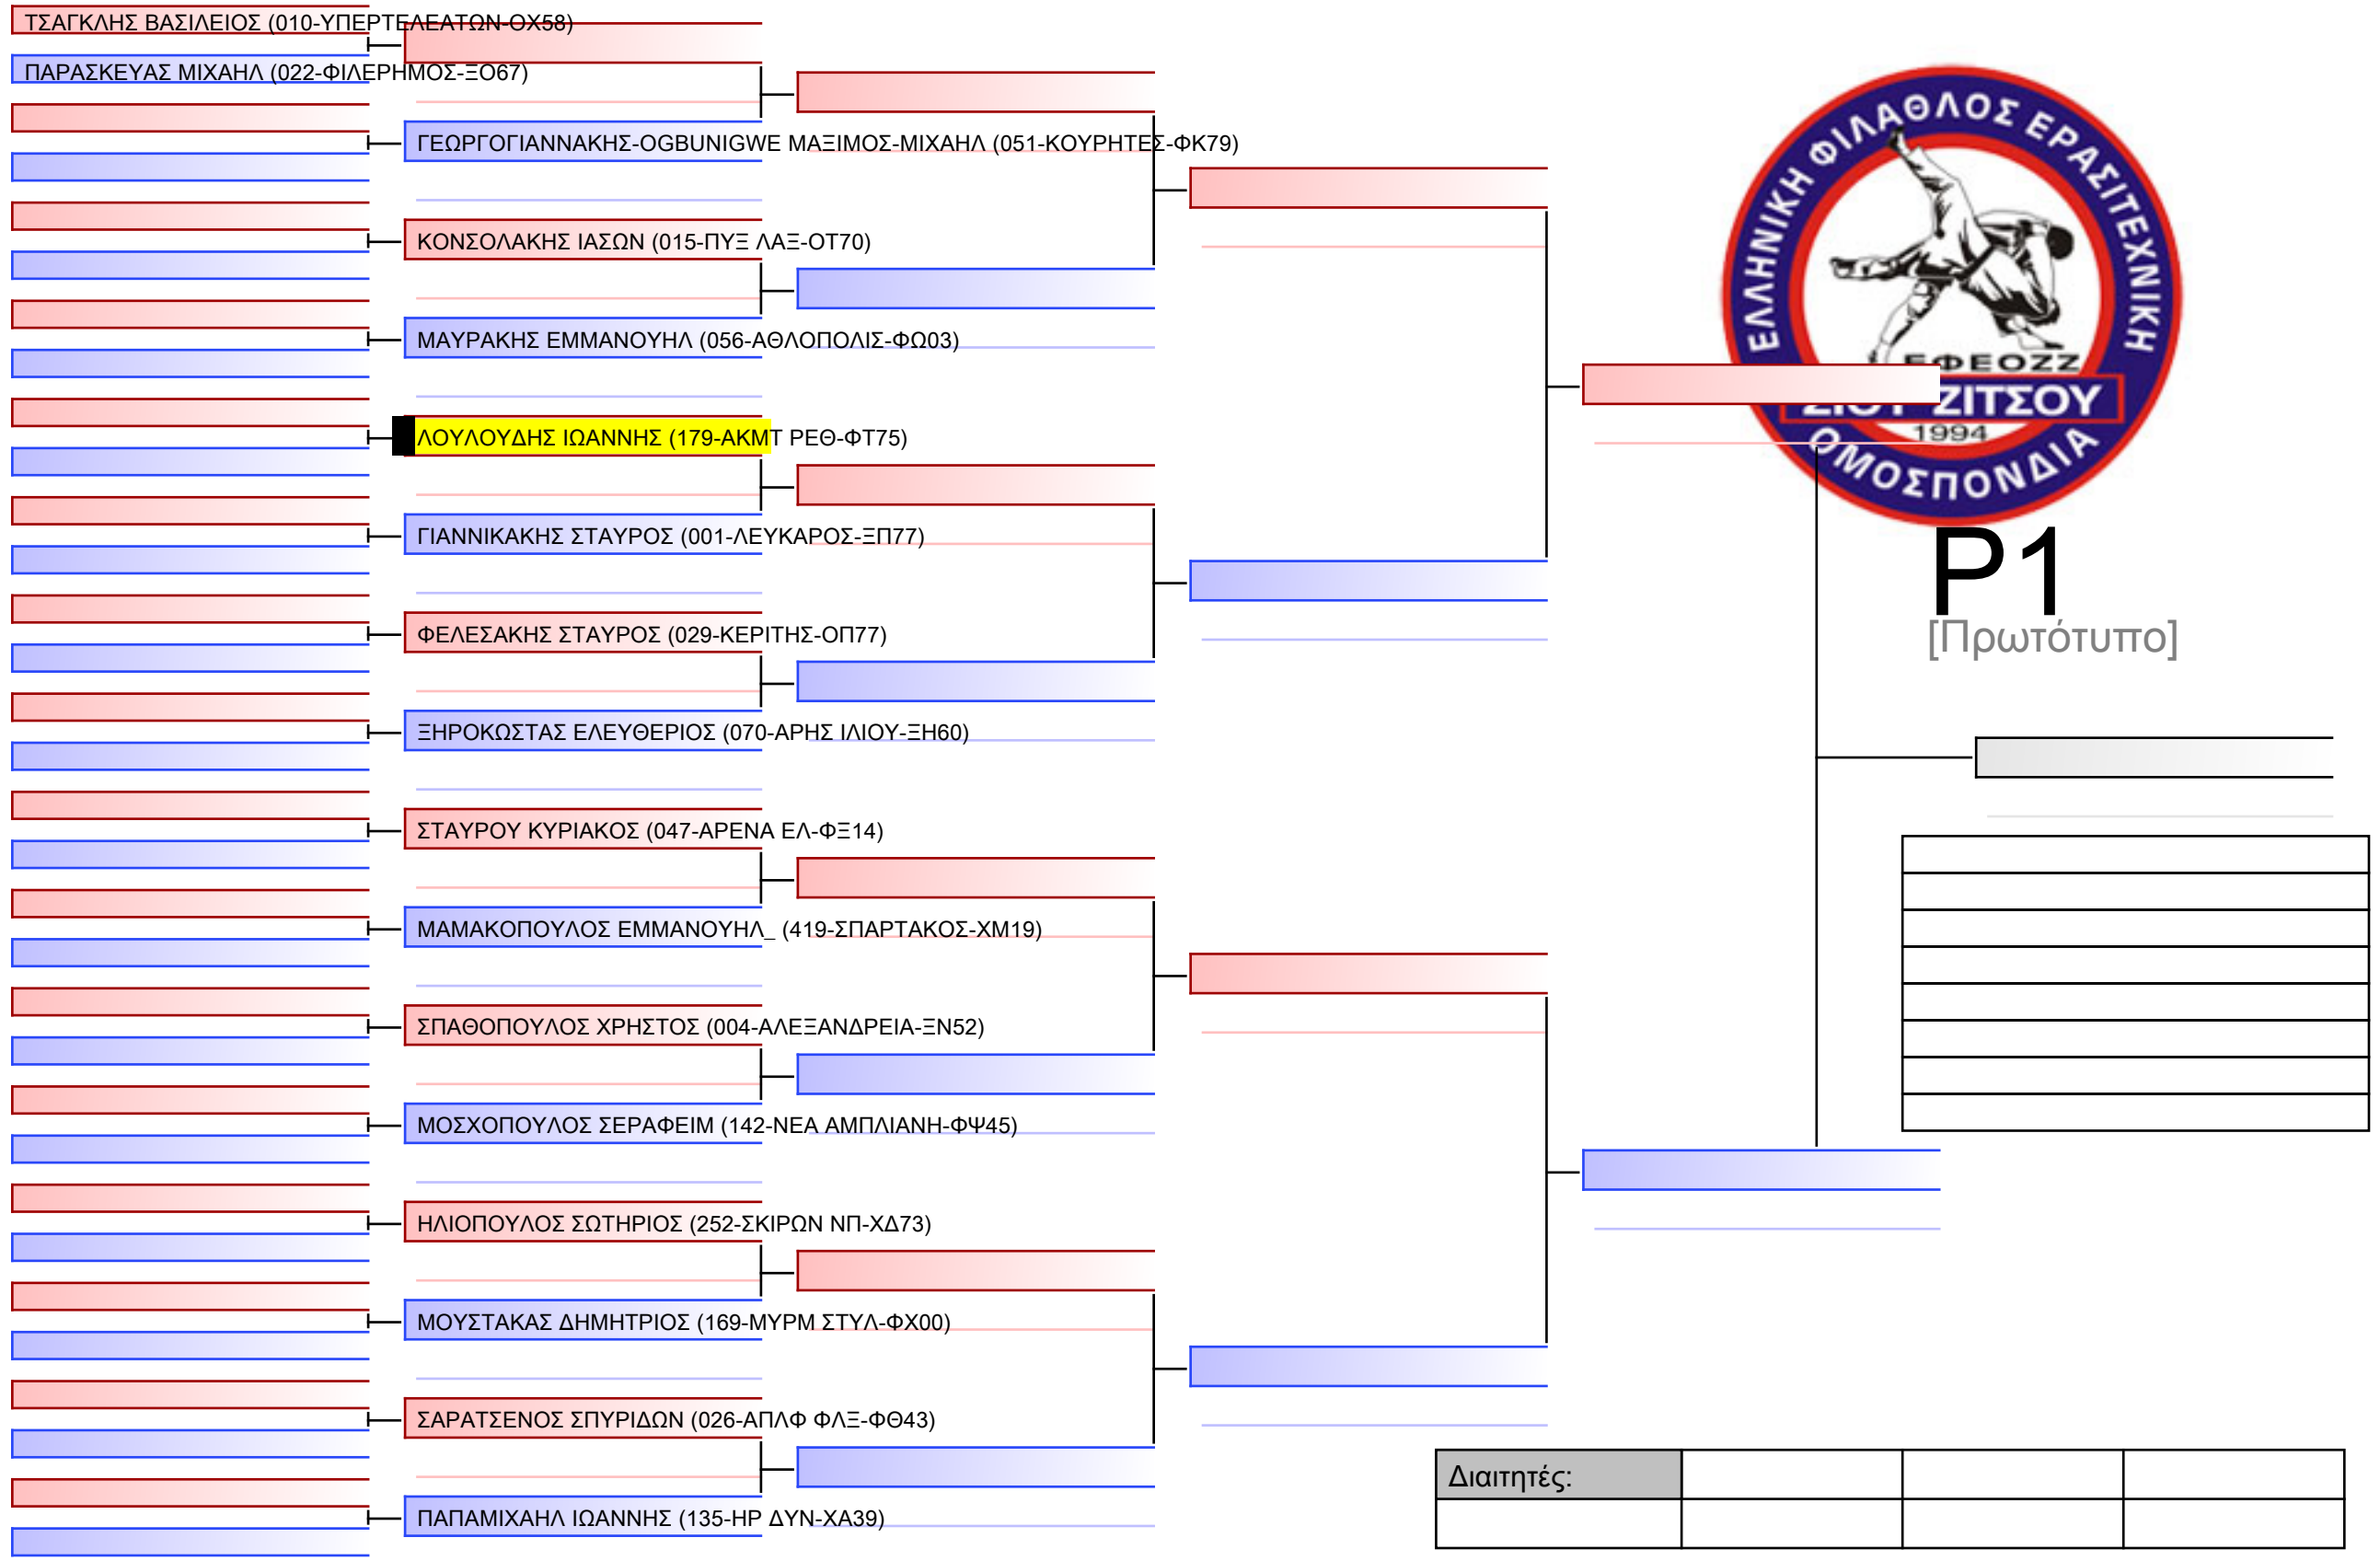 ΤΣΑΓΚΛΗΣ ΒΑΣΙΛΕΙΟΣ (010-ΥΠΕΡΤΕΛΕΑΤΩΝ-ΟΧ58)
ΠΑΡΑΣΚΕΥΑΣ ΜΙΧΑΗΛ (022-ΦΙΛΕΡΗΜΟΣ-ΞΟ67)
ΓΕΩΡΓΟΓΙΑΝΝΑΚΗΣ-OGBUNIGWE ΜΑΞΙΜΟΣ-ΜΙΧΑΗΛ (051-ΚΟΥΡΗΤΕΣ-ΦΚ79)
ΚΟΝΣΟΛΑΚΗΣ ΙΑΣΩΝ (015-ΠΥΞ ΛΑΞ-ΟΤ70)
ΜΑΥΡΑΚΗΣ ΕΜΜΑΝΟΥΗΛ (056-ΑΘΛΟΠΟΛΙΣ-ΦΩ03)
ΛΟΥΛΟΥΔΗΣ ΙΩΑΝΝΗΣ (179-ΑΚΜΤ ΡΕΘ-ΦΤ75)
ΓΙΑΝΝΙΚΑΚΗΣ ΣΤΑΥΡΟΣ (001-ΛΕΥΚΑΡΟΣ-ΞΠ77)
ΦΕΛΕΣΑΚΗΣ ΣΤΑΥΡΟΣ (029-ΚΕΡΙΤΗΣ-ΟΠ77)
ΞΗΡΟΚΩΣΤΑΣ ΕΛΕΥΘΕΡΙΟΣ (070-ΑΡΗΣ ΙΛΙΟΥ-ΞΗ60)
ΣΤΑΥΡΟΥ ΚΥΡΙΑΚΟΣ (047-ΑΡΕΝΑ ΕΛ-ΦΞ14)
ΜΑΜΑΚΟΠΟΥΛΟΣ ΕΜΜΑΝΟΥΗΛ_ (419-ΣΠΑΡΤΑΚΟΣ-ΧΜ19)
ΣΠΑΘΟΠΟΥΛΟΣ ΧΡΗΣΤΟΣ (004-ΑΛΕΞΑΝΔΡΕΙΑ-ΞΝ52)
ΜΟΣΧΟΠΟΥΛΟΣ ΣΕΡΑΦΕΙΜ (142-ΝΕΑ ΑΜΠΛΙΑΝΗ-ΦΨ45)
ΗΛΙΟΠΟΥΛΟΣ ΣΩΤΗΡΙΟΣ (252-ΣΚΙΡΩΝ ΝΠ-ΧΔ73)
ΜΟΥΣΤΑΚΑΣ ΔΗΜΗΤΡΙΟΣ (169-ΜΥΡΜ ΣΤΥΛ-ΦΧ00)
ΣΑΡΑΤΣΕΝΟΣ ΣΠΥΡΙΔΩΝ (026-ΑΠΛΦ ΦΛΞ-ΦΘ43)
ΠΑΠΑΜΙΧΑΗΛ ΙΩΑΝΝΗΣ (135-ΗΡ ΔΥΝ-ΧΑ39)
ΕΛΛΗΝΙΚΗ ΦΙΛΑΘΛΟΣ ΕΡΑΣΙΤΕΧΝΙΚΗ
ΕΦΕΟΖΖ
ΖΙΟΥ ΖΙΤΣΟΥ
1994
ΟΜΟΣΠΟΝΔΙΑ
P1
[Πρωτότυπο]
Διαιτητές: